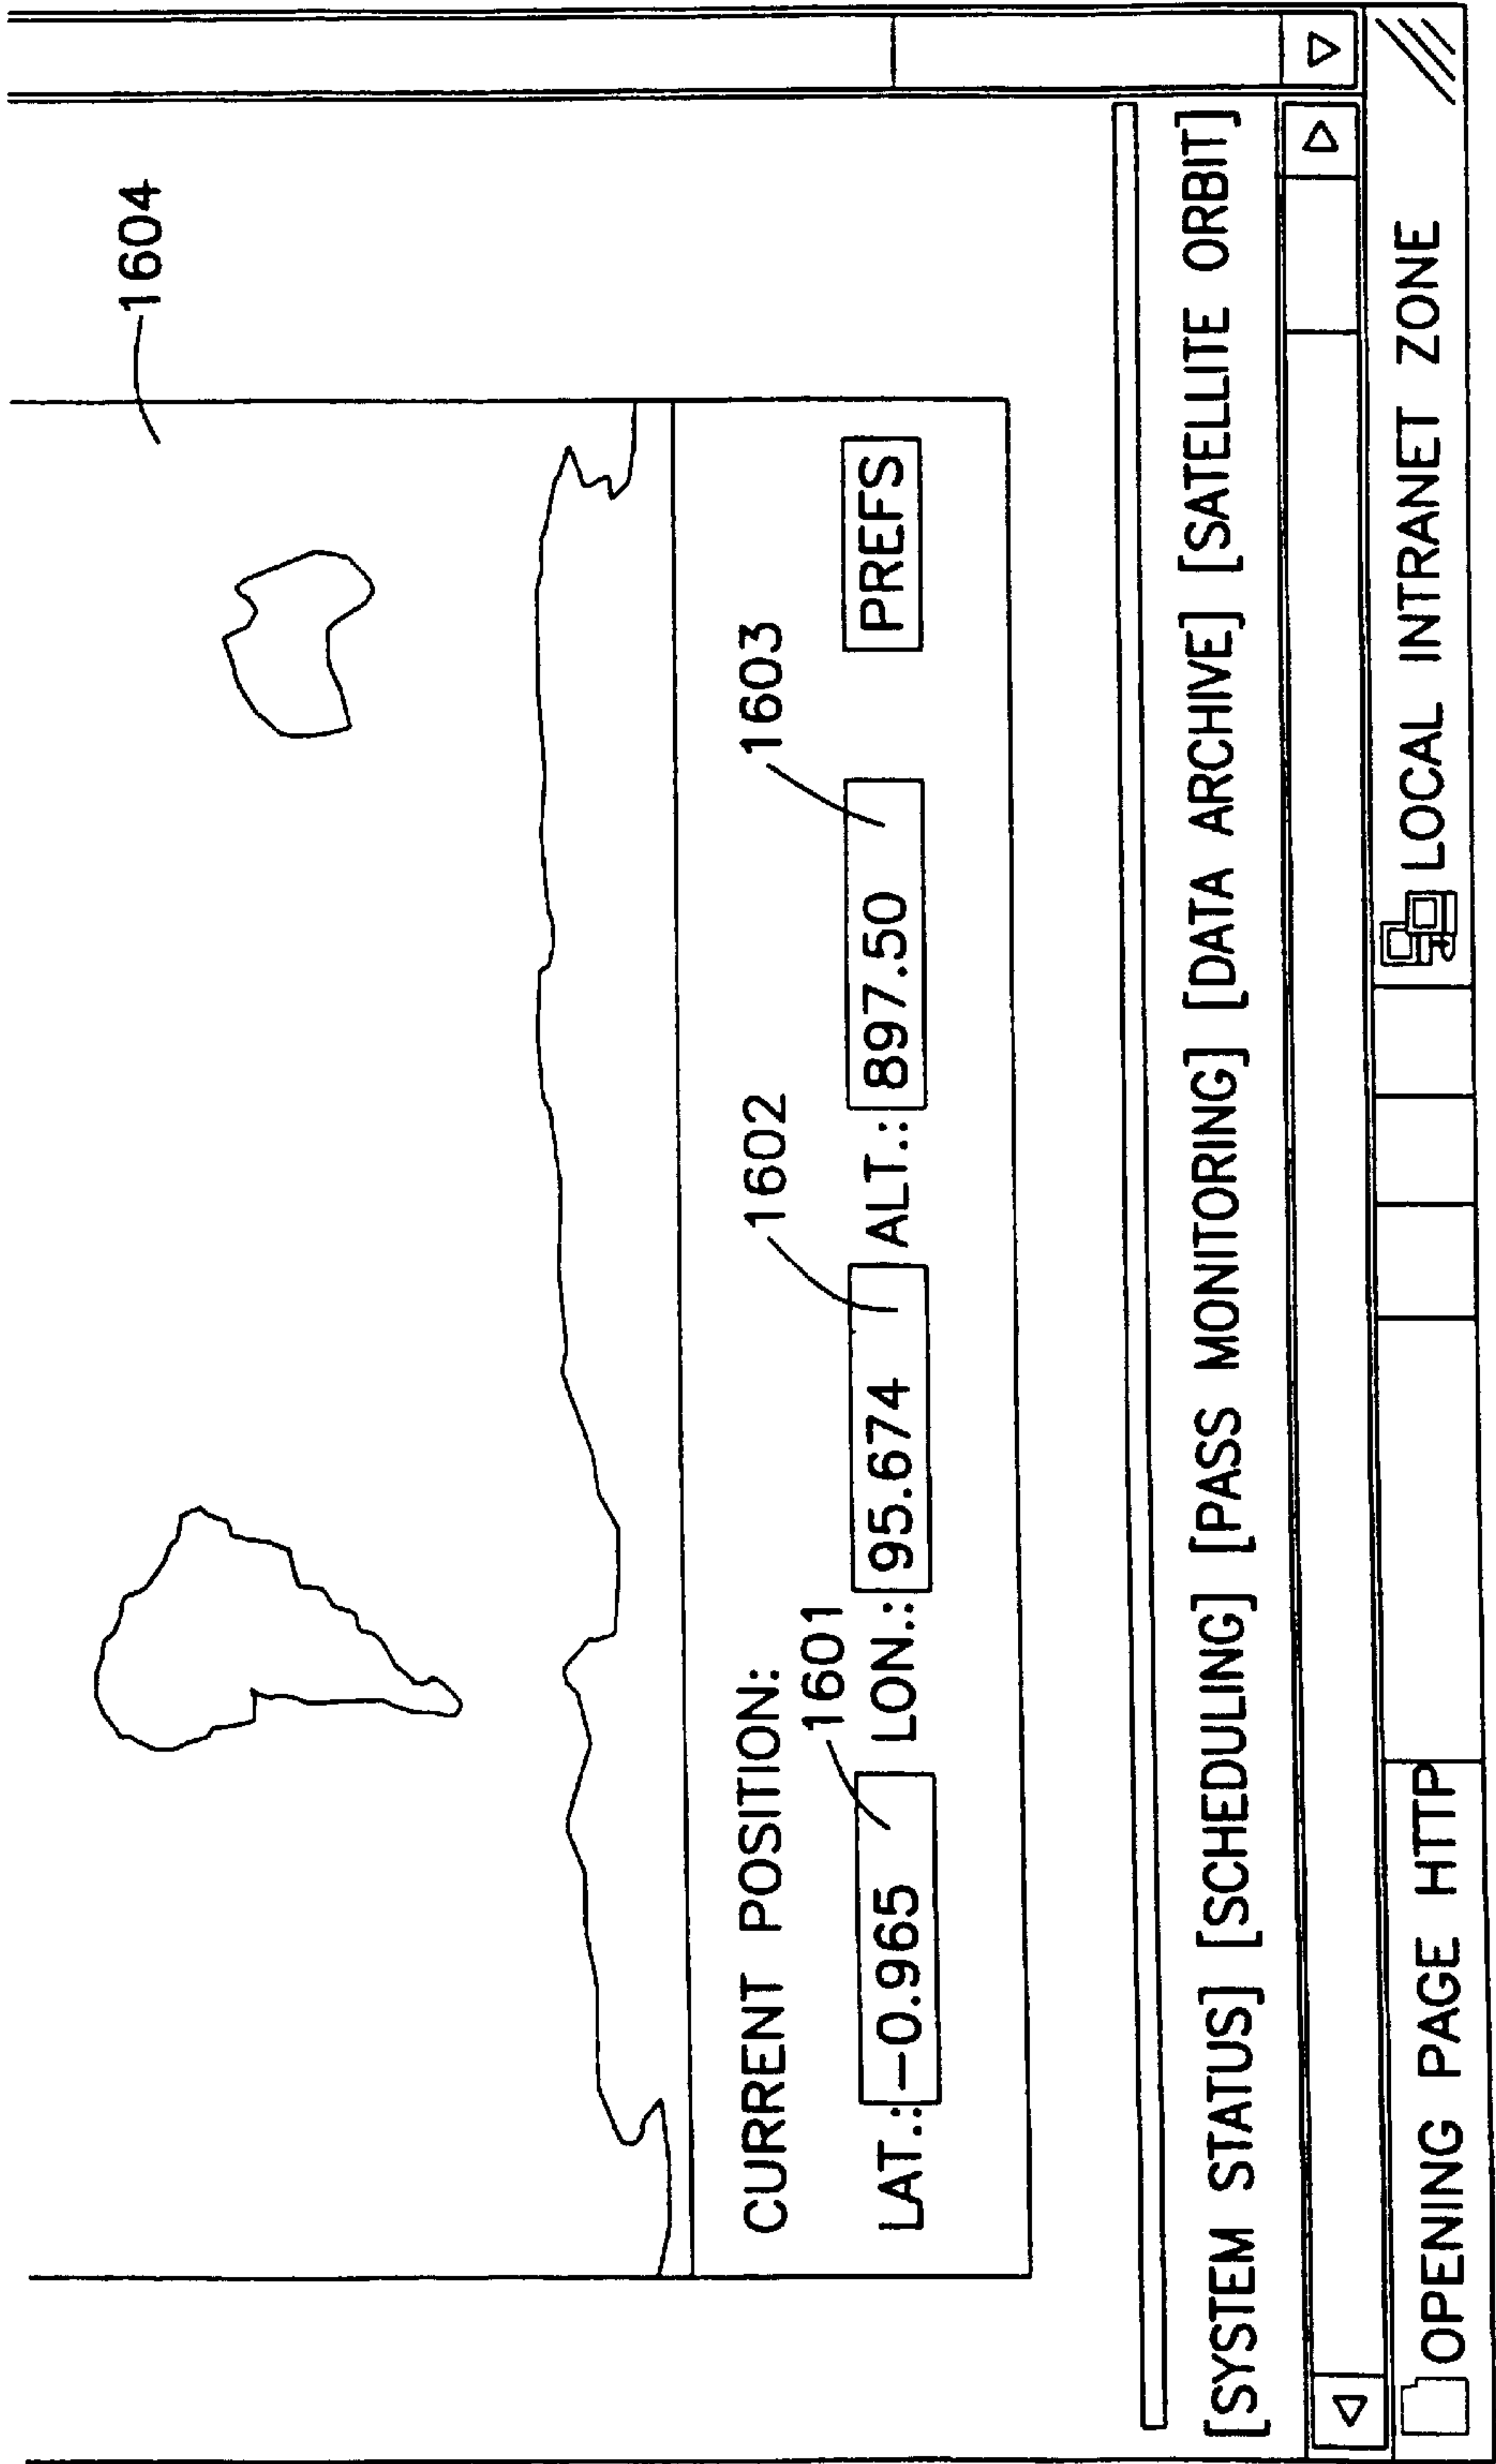 1604
CURRENT POSITION:
1601
1602
1603
LAT.: -0.965 LON.: 95.674 ALT.: 897.50 PREFS
[SYSTEM STATUS] [SCHEDULING] [PASS MONITORING] [DATA ARCHIVE] [SATELLITE ORBIT]
OPENING PAGE HTTP LOCAL INTRANET ZONE